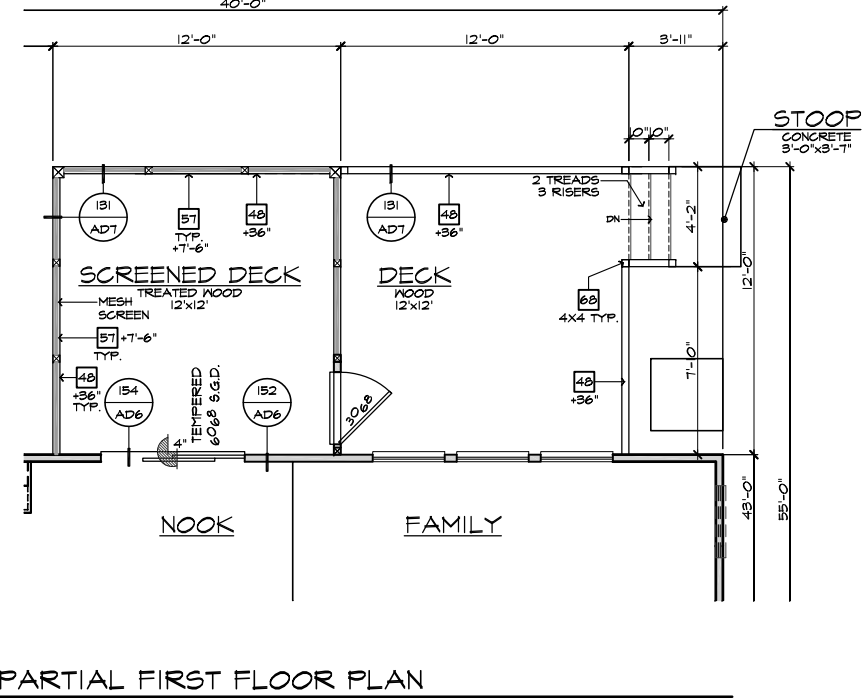 40'-0"
12'-0"
12'-0"
3'-11"
STOOP
CONCRETE
3'-0"x3'-7"
0" 0"
2 TREADS
3 RISERS
131
AD7
57
TYP.
+7'-6"
48
+36"
131
AD7
48
+36"
DN
4'-2"
12'-0"
SCREENED DECK
TREATED WOOD
12'x12'
DECK
WOOD
12'x12'
MESH
SCREEN
68
4X4 TYP.
57 +7'-6"
TYP.
48
+36"
TYP.
154
AD6
TEMPERED
6068 S.G.D.
152
AD6
3068
48
+36"
7'-0"
4"
43'-0"
55'-0"
NOOK
FAMILY
PARTIAL FIRST FLOOR PLAN